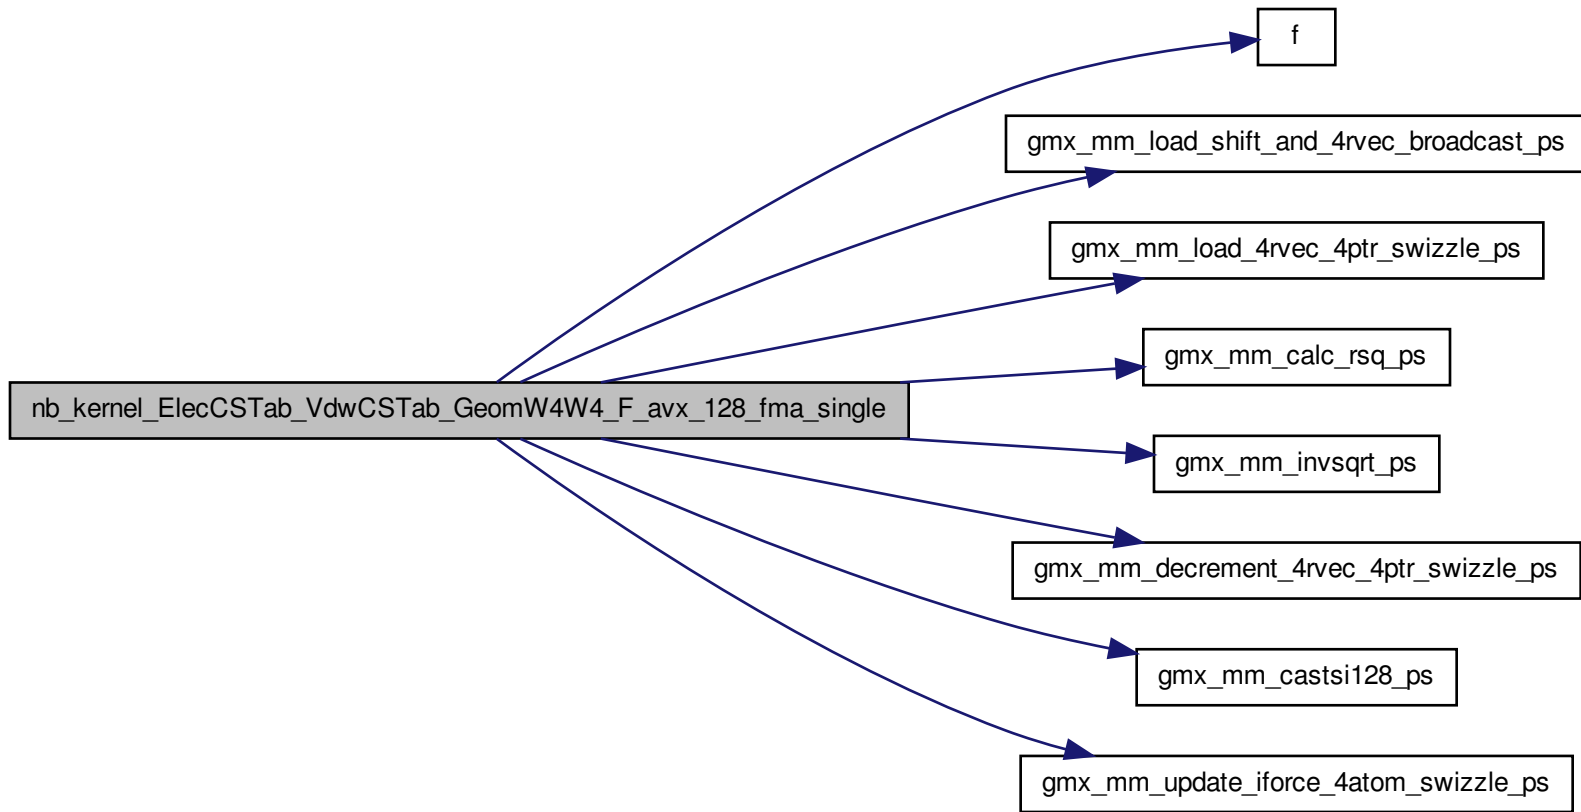 f
gmx_mm_load_shift_and_4rvec_broadcast_ps
gmx_mm_load_4rvec_4ptr_swizzle_ps
gmx_mm_calc_rsq_ps
nb_kernel_ElecCSTab_VdwCSTab_GeomW4W4_F_avx_128_fma_single
gmx_mm_invsqrt_ps
gmx_mm_decrement_4rvec_4ptr_swizzle_ps
gmx_mm_castsi128_ps
gmx_mm_update_iforce_4atom_swizzle_ps